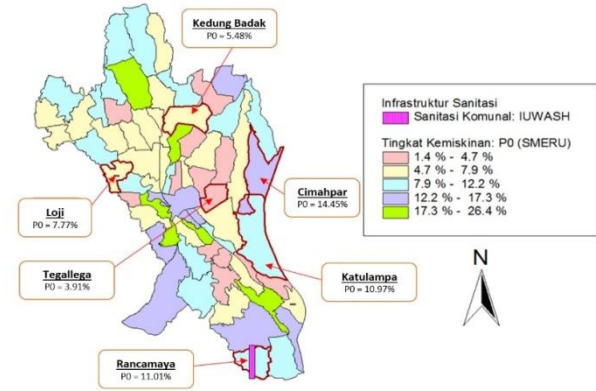 Kedung Badak
P0 = 5.48%
Infrastruktur Sanitasi
Sanitasi Komunal: IUWASH
Tingkat Kemiskinan: P0 (SMERU)
1.4 % - 4.7 %
4.7 % - 7.9 %
7.9 % - 12.2 %
12.2 % - 17.3 %
17.3 % - 26.4 %
Cimahpar
P0 = 14.45%
Loji
P0 = 7.77%
Tegallega
P0 = 3.91%
Katulampa
P0 = 10.97%
N
Rancamaya
P0 = 11.01%